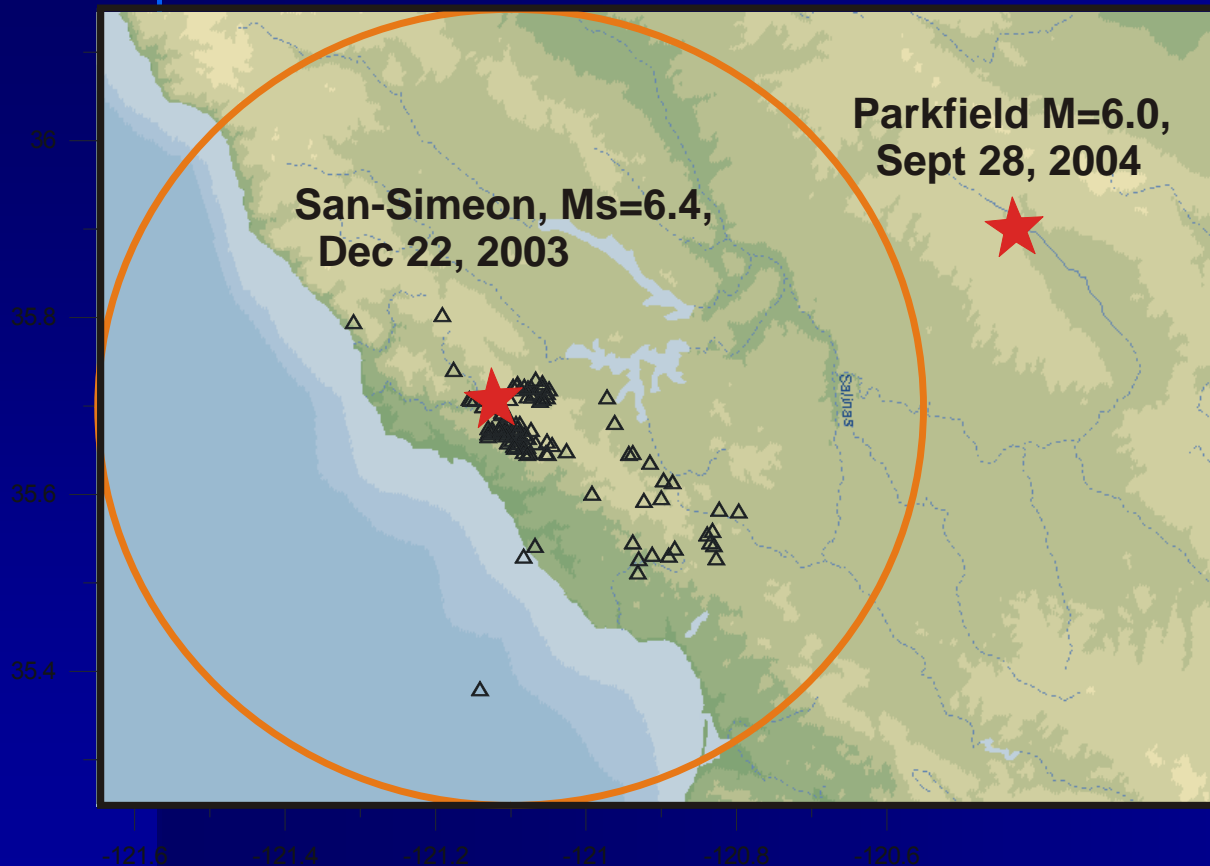 Parkfield M=6.0,
Sept 28, 2004
36
San-Simeon, Ms=6.4,
Dec 22, 2003
35.8
Salinas
35.6
35.4
-121.6 -121.4 -121.2 -121 -120.8 -120.6